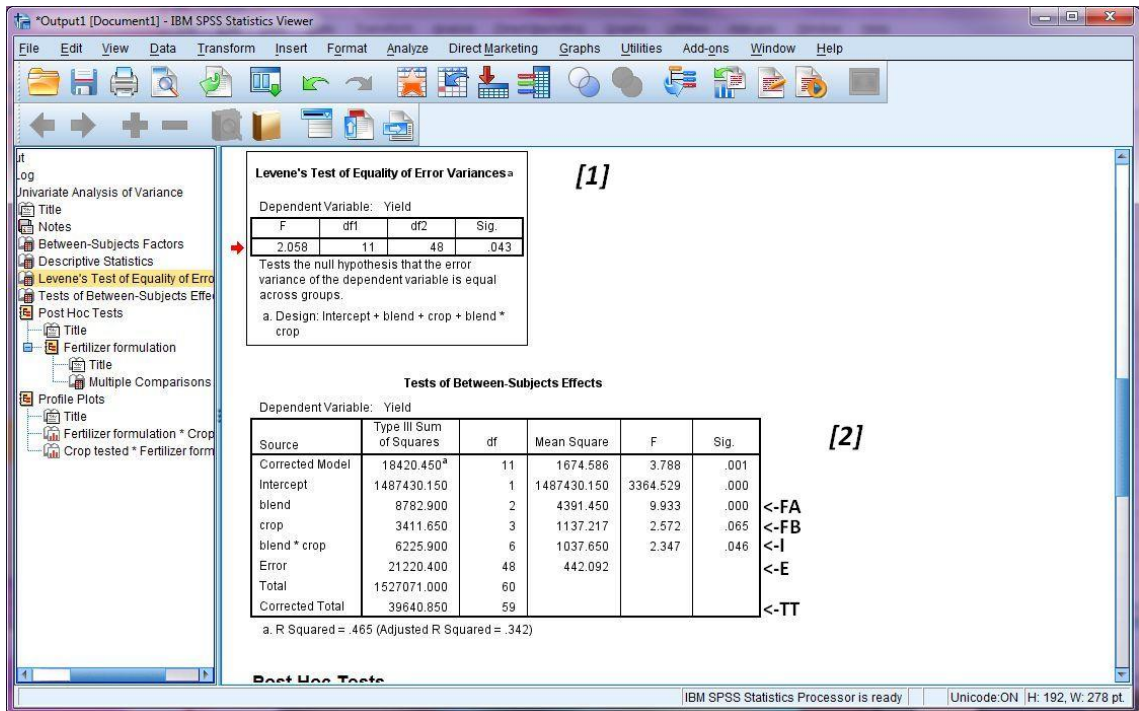 *Output1 [Document1] - IBM SPSS Statistics Viewer
File Edit View Data Transform Insert Format Analyze Direct Marketing Graphs Utilities Add-ons Window Help
Log
Univariate Analysis of Variance
Title
Notes
Between-Subjects Factors
Descriptive Statistics
Levene's Test of Equality of Erro
Tests of Between-Subjects Effe
Post Hoc Tests
Title
Fertilizer formulation
Title
Multiple Comparisons
Profile Plots
Title
Fertilizer formulation * Crop
Crop tested * Fertilizer form
Levene's Test of Equality of Error Variances a
[1]
Dependent Variable: Yield
F df1 df2 Sig.
2.058 11 48 .043
Tests the null hypothesis that the error
variance of the dependent variable is equal
across groups.
a. Design: Intercept + blend + crop + blend *
crop
Tests of Between-Subjects Effects
Dependent Variable: Yield
[2]
Source Type III Sum of Squares df Mean Square F Sig.
Corrected Model 18420.450a 11 1674.586 3.788 .001
Intercept 1487430.150 1 1487430.150 3364.529 .000
blend 8782.900 2 4391.450 9.933 .000 <-FA
crop 3411.650 3 1137.217 2.572 .065 <-FB
blend * crop 6225.900 6 1037.650 2.347 .046 <-I
Error 21220.400 48 442.092 <-E
Total 1527071.000 60
Corrected Total 39640.850 59 <-TT
a. R Squared = .465 (Adjusted R Squared = .342)
Post Hoc Tests
IBM SPSS Statistics Processor is ready Unicode:ON H: 192, W: 278 pt.